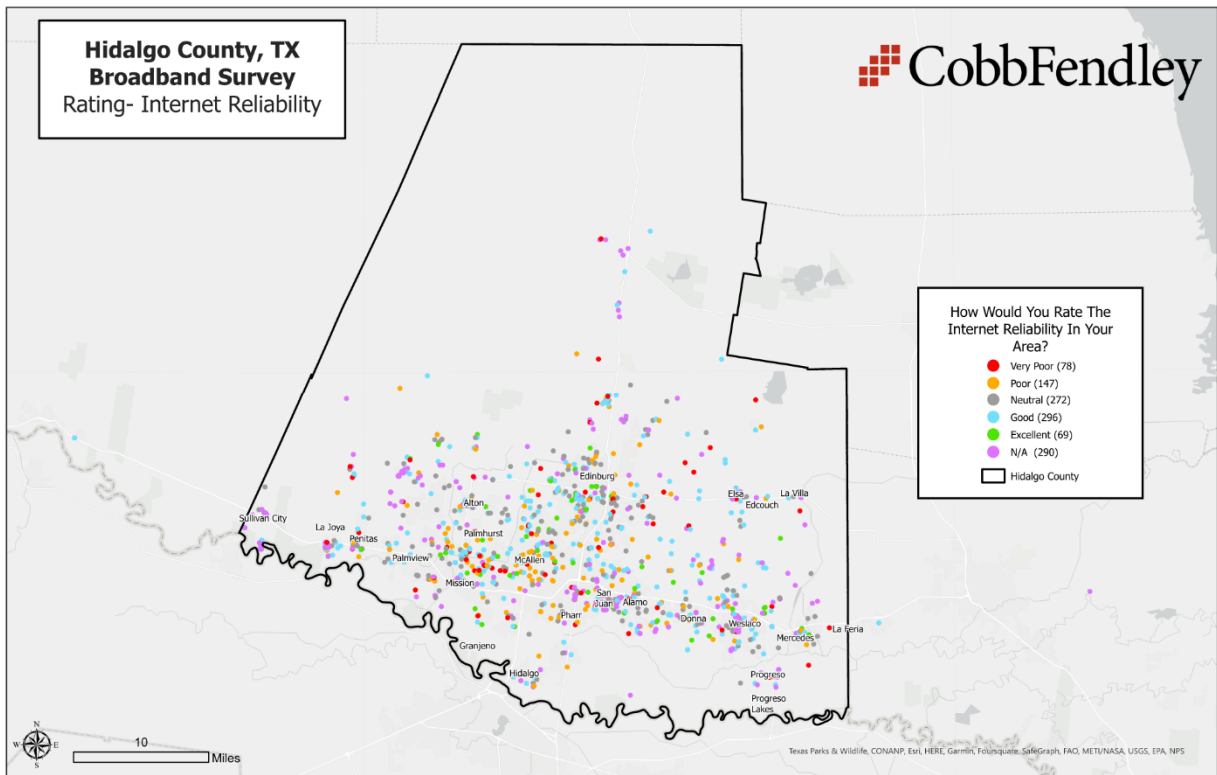 Hidalgo County, TX
Broadband Survey
Rating- Internet Reliability
CobbFendley
How Would You Rate The
Internet Reliability In Your
Area?
Very Poor (78)
Poor (147)
Neutral (272)
Good (296)
Excellent (69)
N/A (290)
Hidalgo County
Edinburg
Elsa
La Villa
Edcouch
Alton
Sullivan City
La Joya
Penitas
Palmhurst
Palmview
McAllen
Mission
San
Juan
Alamo
Pharr
Donna
Weslaco
La Feria
Mercedes
Granjeno
Hidalgo
Progreso
Progreso
Lakes
N
W
E
S
10
Miles
Texas Parks & Wildlife, CONANP, Esri, HERE, Garmin, Foursquare, SafeGraph, FAO, METI/NASA, USGS, EPA, NPS